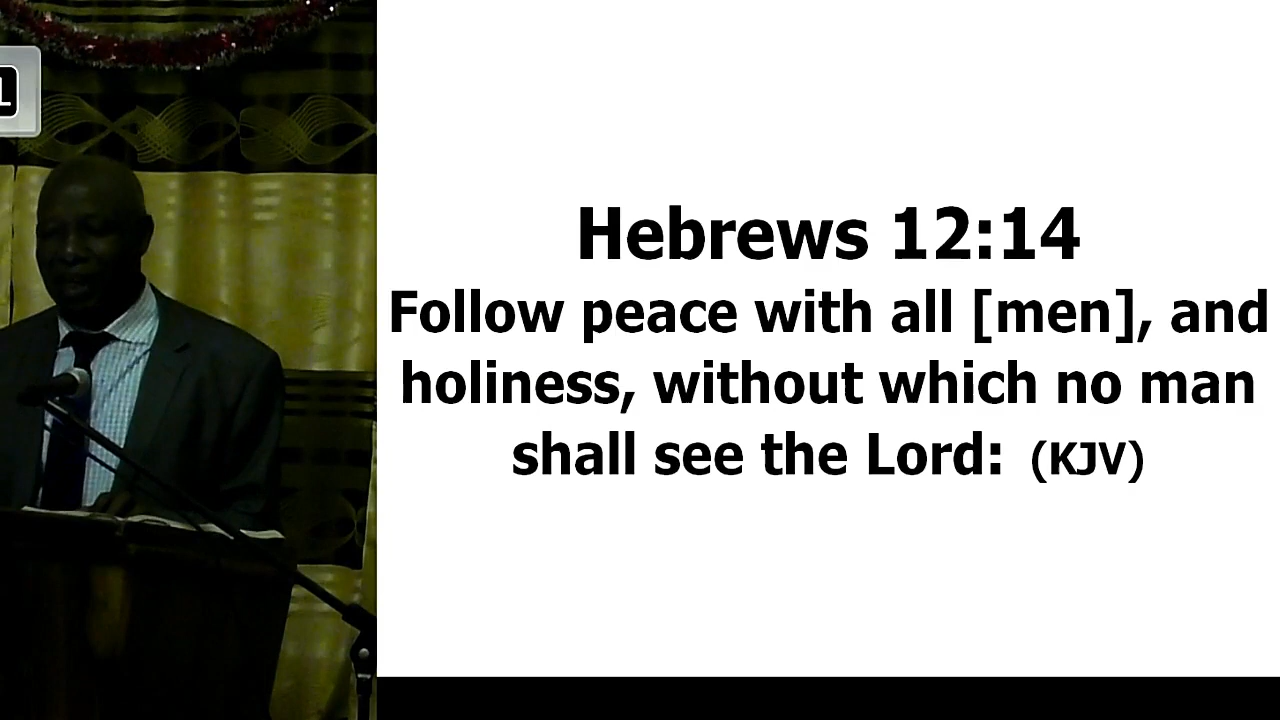 Hebrews 12:14
Follow peace with all [men], and
holiness, without which no man
shall see the Lord: (KJV)